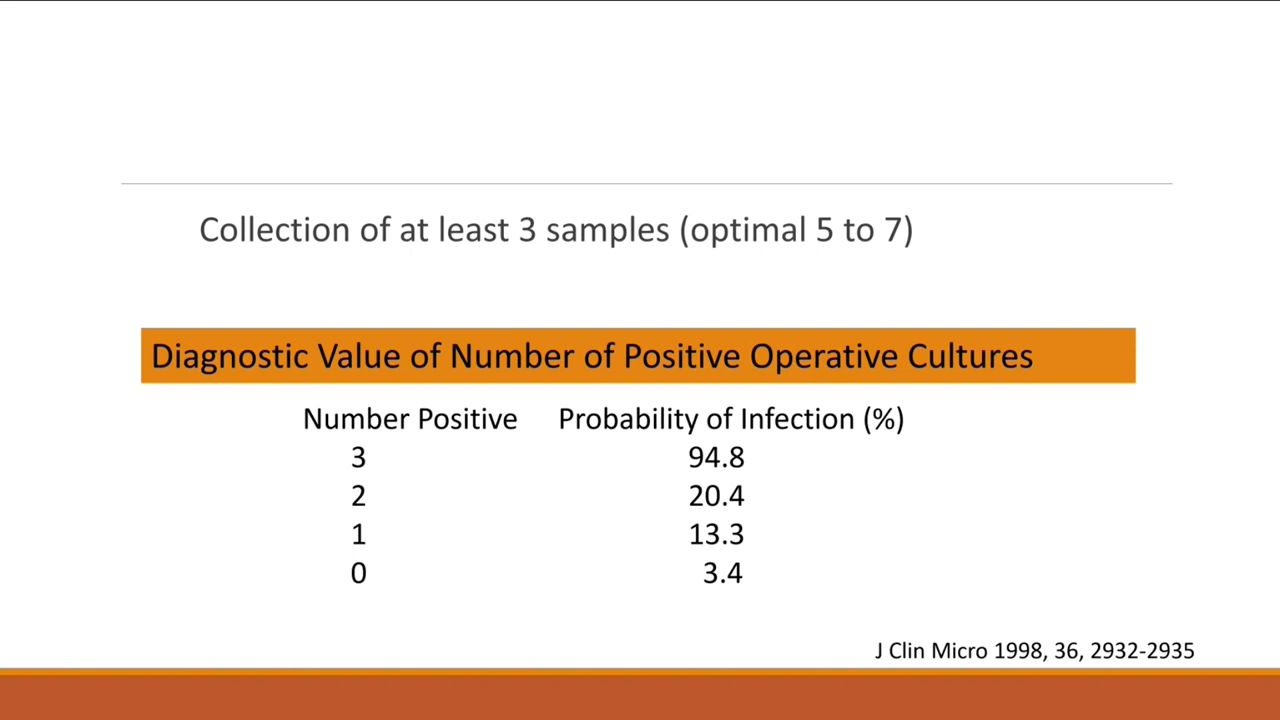 Collection of at least 3 samples (optimal 5 to 7)
Diagnostic Value of Number of Positive Operative Cultures
Number Positive Probability of Infection (%)
3 94.8
2 20.4
1 13.3
0 3.4
J Clin Micro 1998, 36, 2932-2935